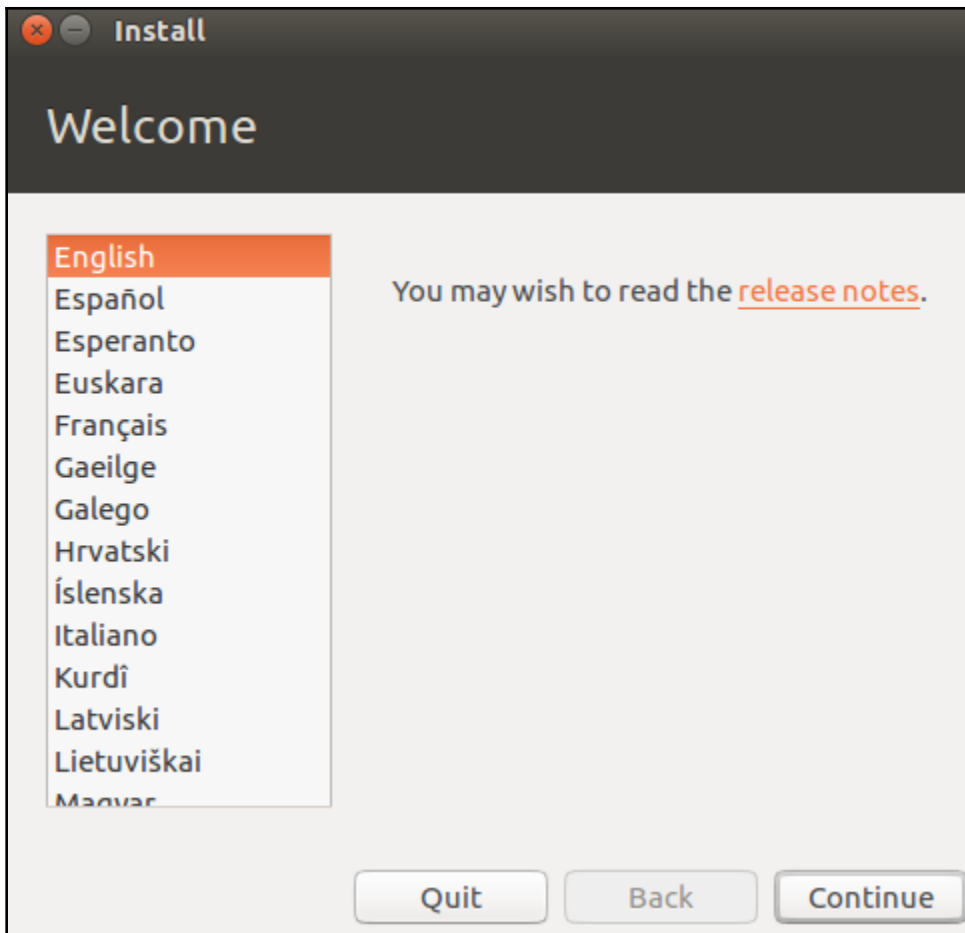 Install
Welcome
English
Español
Esperanto
Euskara
Français
Gaeilge
Galego
Hrvatski
Íslenska
Italiano
Kurdî
Latviski
Lietuviškai
Magyar
You may wish to read the release notes.
Quit
Back
Continue